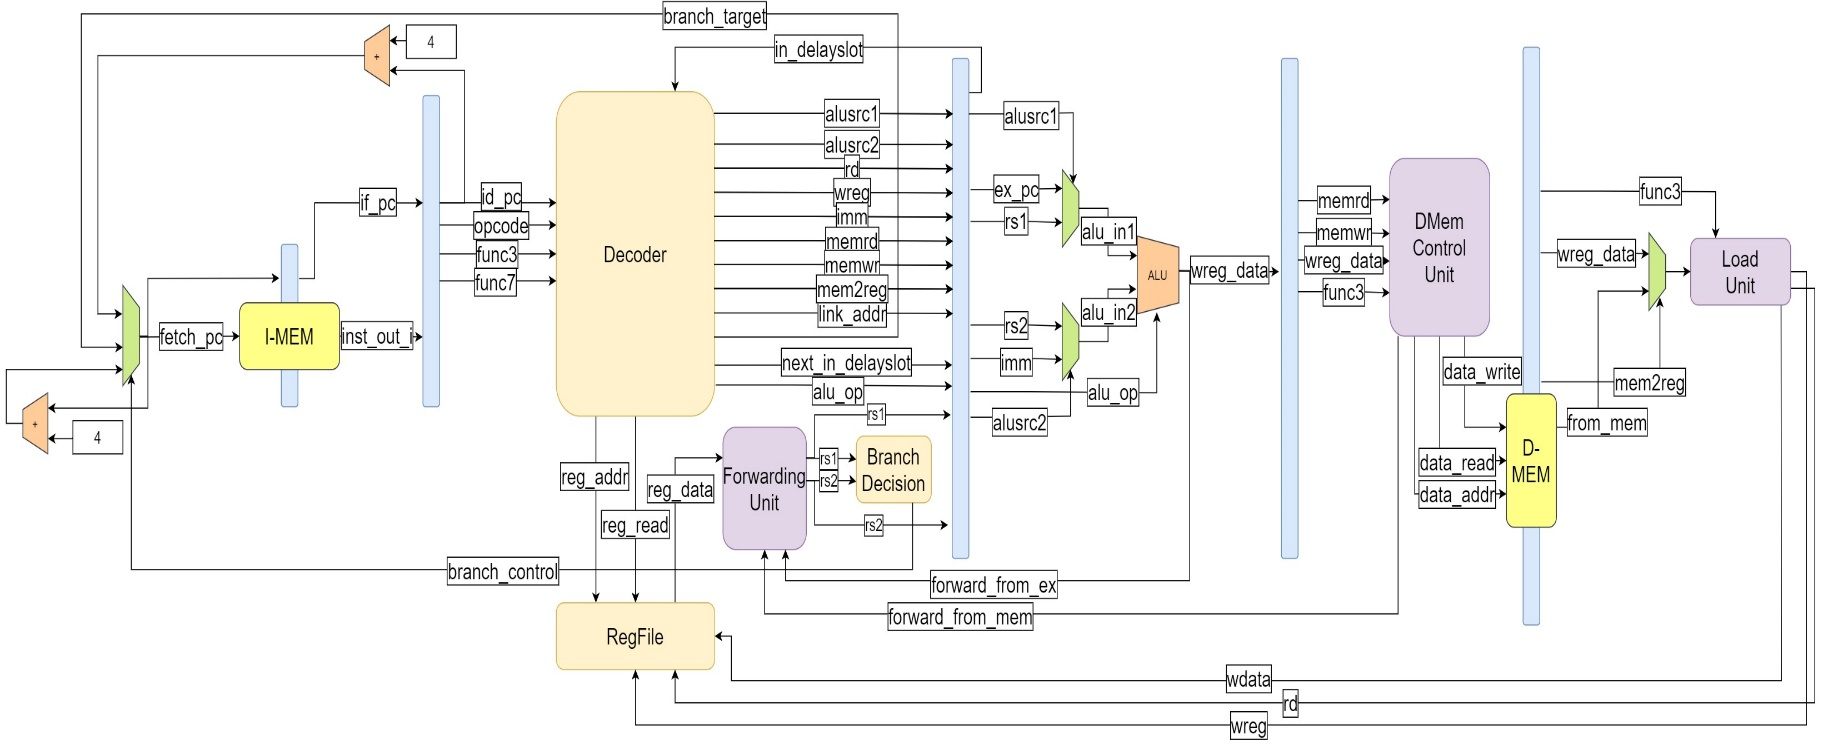 branch_target
4
+
in_delayslot
alusrc1
alusrc2
rd
wreg
imm
memrd
memwr
mem2reg
link_addr
next_in_delayslot
alu_op
Decoder
if_pc
id_pc
opcode
func3
func7
fetch_pc
I-MEM
inst_out_i
+
4
alusrc1
ex_pc
rs1
alu_in1
ALU
wreg_data
rs2
alu_in2
imm
alu_op
alusrc2
rs1
rs1
rs2
rs2
Forwarding
Unit
Branch
Decision
reg_addr
reg_data
reg_read
branch_control
forward_from_ex
forward_from_mem
RegFile
memrd
memwr
wreg_data
func3
DMem
Control
Unit
data_write
data_read
data_addr
D-
MEM
from_mem
func3
wreg_data
mem2reg
Load
Unit
wdata
rd
wreg